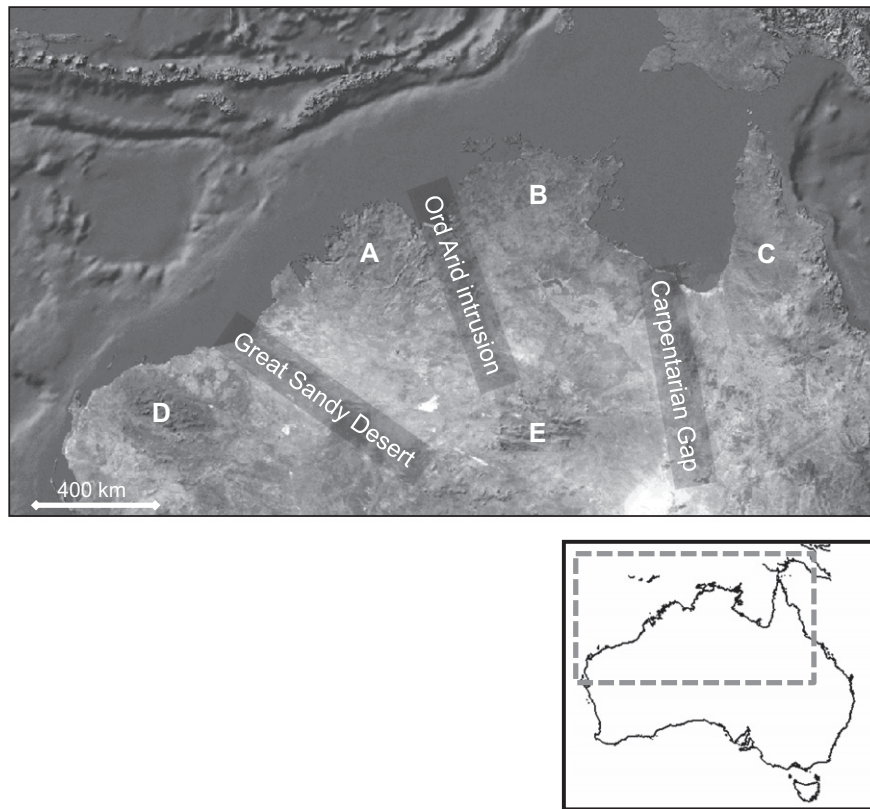 B
A
C
Ord Arid intrusion
Carpentarian Gap
Great Sandy Desert
D
E
400 km